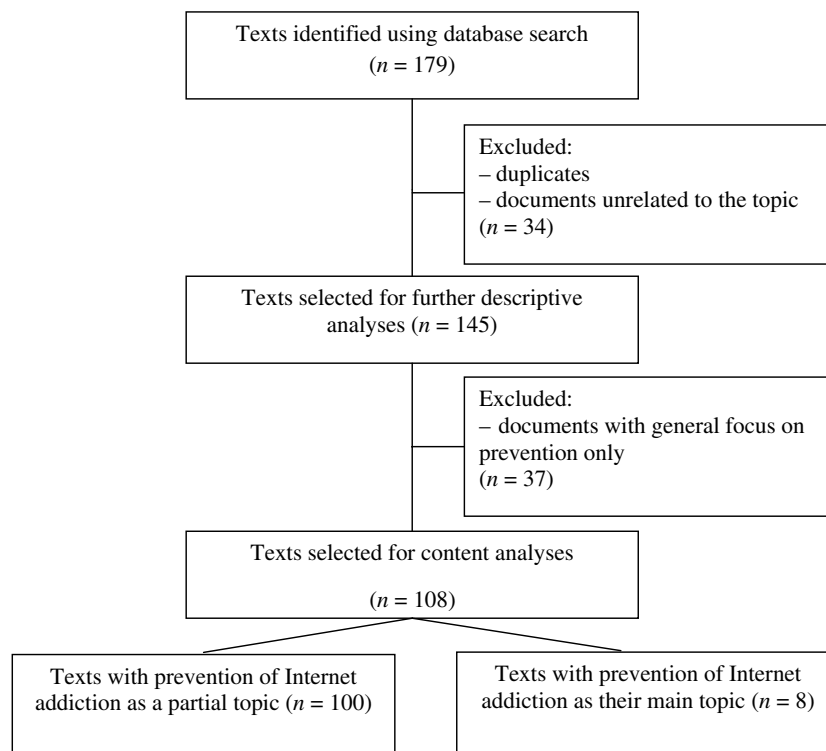 Texts identified using database search
(n = 179)
Excluded:
– duplicates
– documents unrelated to the topic
(n = 34)
Texts selected for further descriptive
analyses (n = 145)
Excluded:
– documents with general focus on
prevention only
(n = 37)
Texts selected for content analyses
(n = 108)
Texts with prevention of Internet
addiction as a partial topic (n = 100)
Texts with prevention of Internet
addiction as their main topic (n = 8)